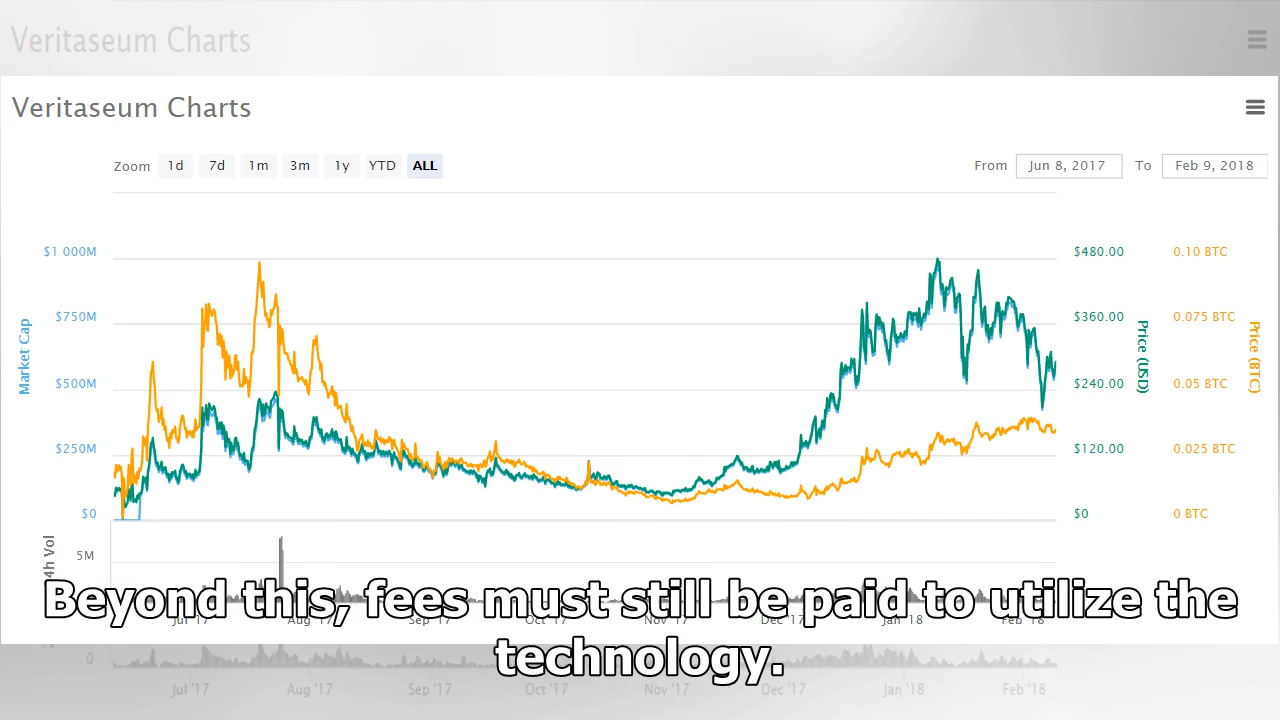 Veritaseum Charts
Veritaseum Charts
Zoom 1d 7d 1m 3m 1y YTD ALL From Jun 8, 2017 To Feb 9, 2018
$1 000M $480.00 0.10 BTC
$750M $360.00 0.075 BTC
Market Cap Price (USD) Price (BTC)
$500M $240.00 0.05 BTC
$250M $120.00 0.025 BTC
$0 $0 0 BTC
5M
4h Vol
Beyond this, fees must still be paid to utilize the
technology.
Jul '17 Aug '17 Sep '17 Oct '17 Nov '17 Dec '17 Jan '18 Feb '18
0
Jul '17 Aug '17 Sep '17 Oct '17 Nov '17 Dec '17 Jan '18 Feb '18